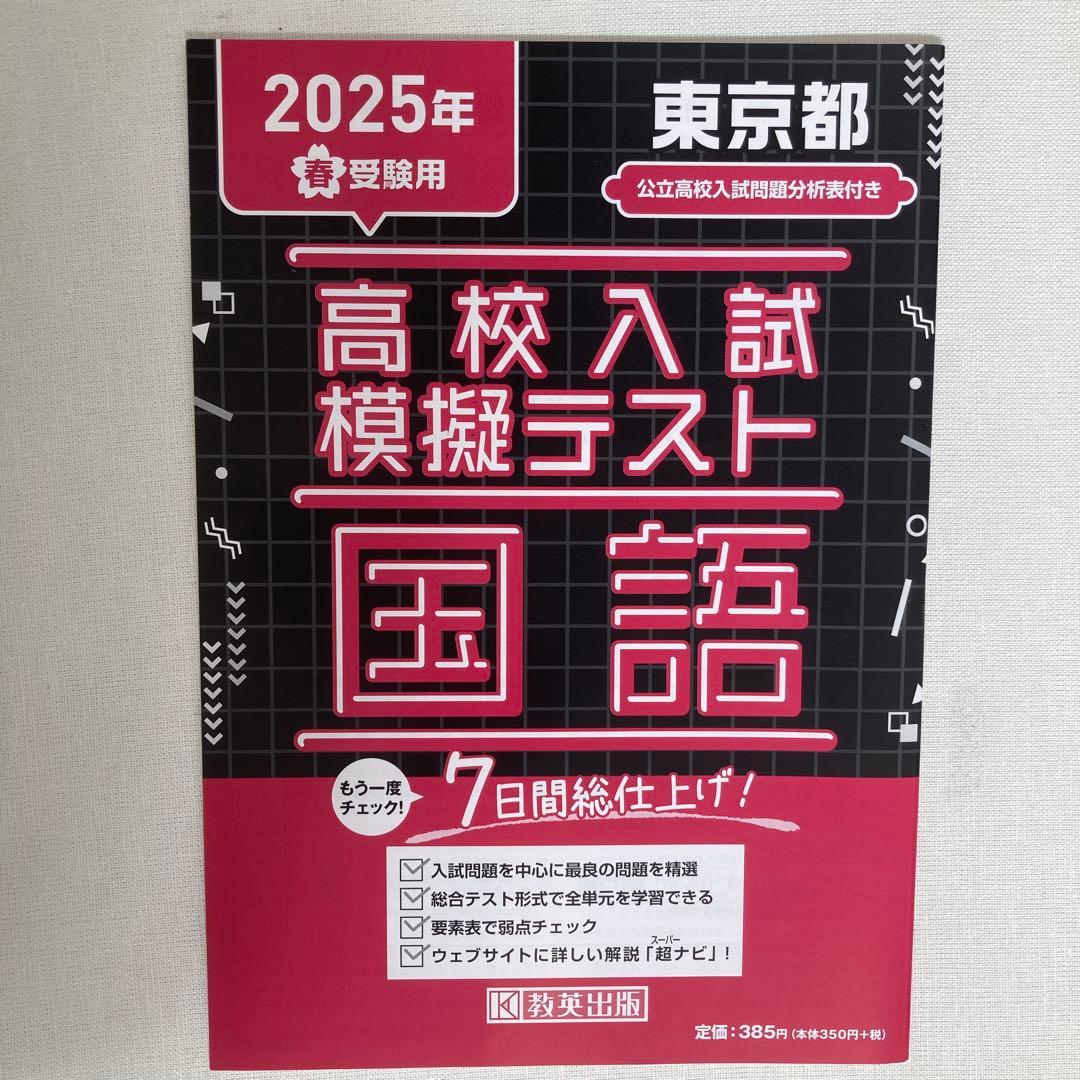 2025年
春受験用
東京都
公立高校入試問題分析表付き
高校入試
模擬テスト
国語
もう一度
チェック!
7日間総仕上げ!
入試問題を中心に最良の問題を精選
総合テスト形式で全単元を学習できる
要素表で弱点チェック
スーパー
ウェブサイトに詳しい解説「超ナビ」!
教英出版
定価:385円(本体350円+税)